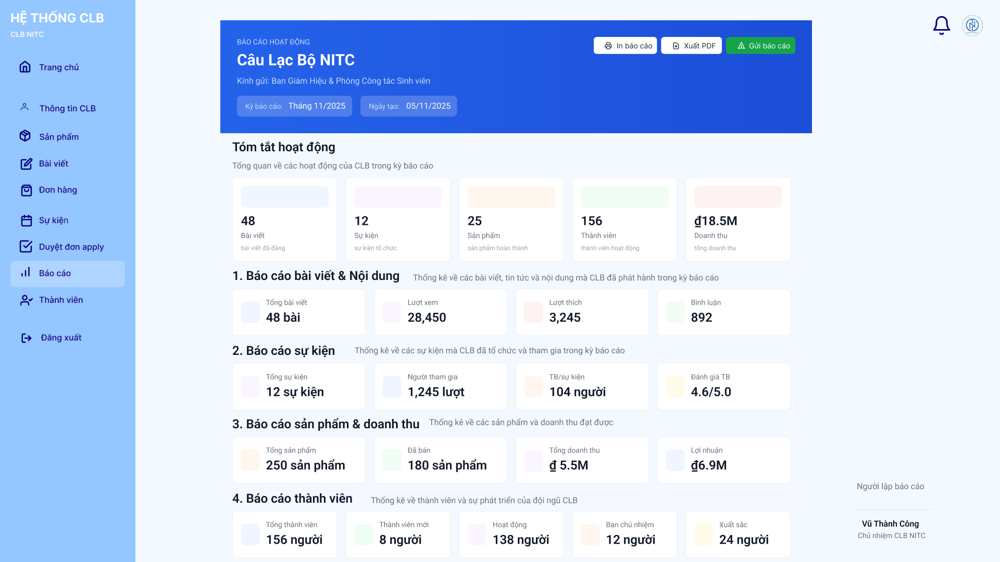 HỆ THỐNG CLB
CLB NITC
Trang chủ
Thông tin CLB
Sản phẩm
Bài viết
Đơn hàng
Sự kiện
Duyệt đơn apply
Báo cáo
Thành viên
Đăng xuất
BÁO CÁO HOẠT ĐỘNG
In báo cáo Xuất PDF Gửi báo cáo
Câu Lạc Bộ NITC
Kính gửi: Ban Giám Hiệu & Phòng Công tác Sinh viên
Kỳ báo cáo: Tháng 11/2025 Ngày tạo: 05/11/2025
Tóm tắt hoạt động
Tổng quan về các hoạt động của CLB trong kỳ báo cáo
48
Bài viết
bài viết đã đăng
12
Sự kiện
sự kiện tổ chức
25
Sản phẩm
sản phẩm hoàn thành
156
Thành viên
thành viên hoạt động
₫18.5M
Doanh thu
tổng doanh thu
1. Báo cáo bài viết & Nội dung
Thống kê về các bài viết, tin tức và nội dung mà CLB đã phát hành trong kỳ báo cáo
Tổng bài viết
48 bài
Lượt xem
28,450
Lượt thích
3,245
Bình luận
892
2. Báo cáo sự kiện
Thống kê về các sự kiện mà CLB đã tổ chức và tham gia trong kỳ báo cáo
Tổng sự kiện
12 sự kiện
Người tham gia
1,245 lượt
TB/sự kiện
104 người
Đánh giá TB
4.6/5.0
3. Báo cáo sản phẩm & doanh thu
Thống kê về các sản phẩm và doanh thu đạt được
Tổng sản phẩm
250 sản phẩm
Đã bán
180 sản phẩm
Tổng doanh thu
₫ 5.5M
Lợi nhuận
₫6.9M
4. Báo cáo thành viên
Thống kê về thành viên và sự phát triển của đội ngũ CLB
Tổng thành viên
156 người
Thành viên mới
8 người
Hoạt động
138 người
Ban chủ nhiệm
12 người
Xuất sắc
24 người
Người lập báo cáo
Vũ Thành Công
Chủ nhiệm CLB NITC